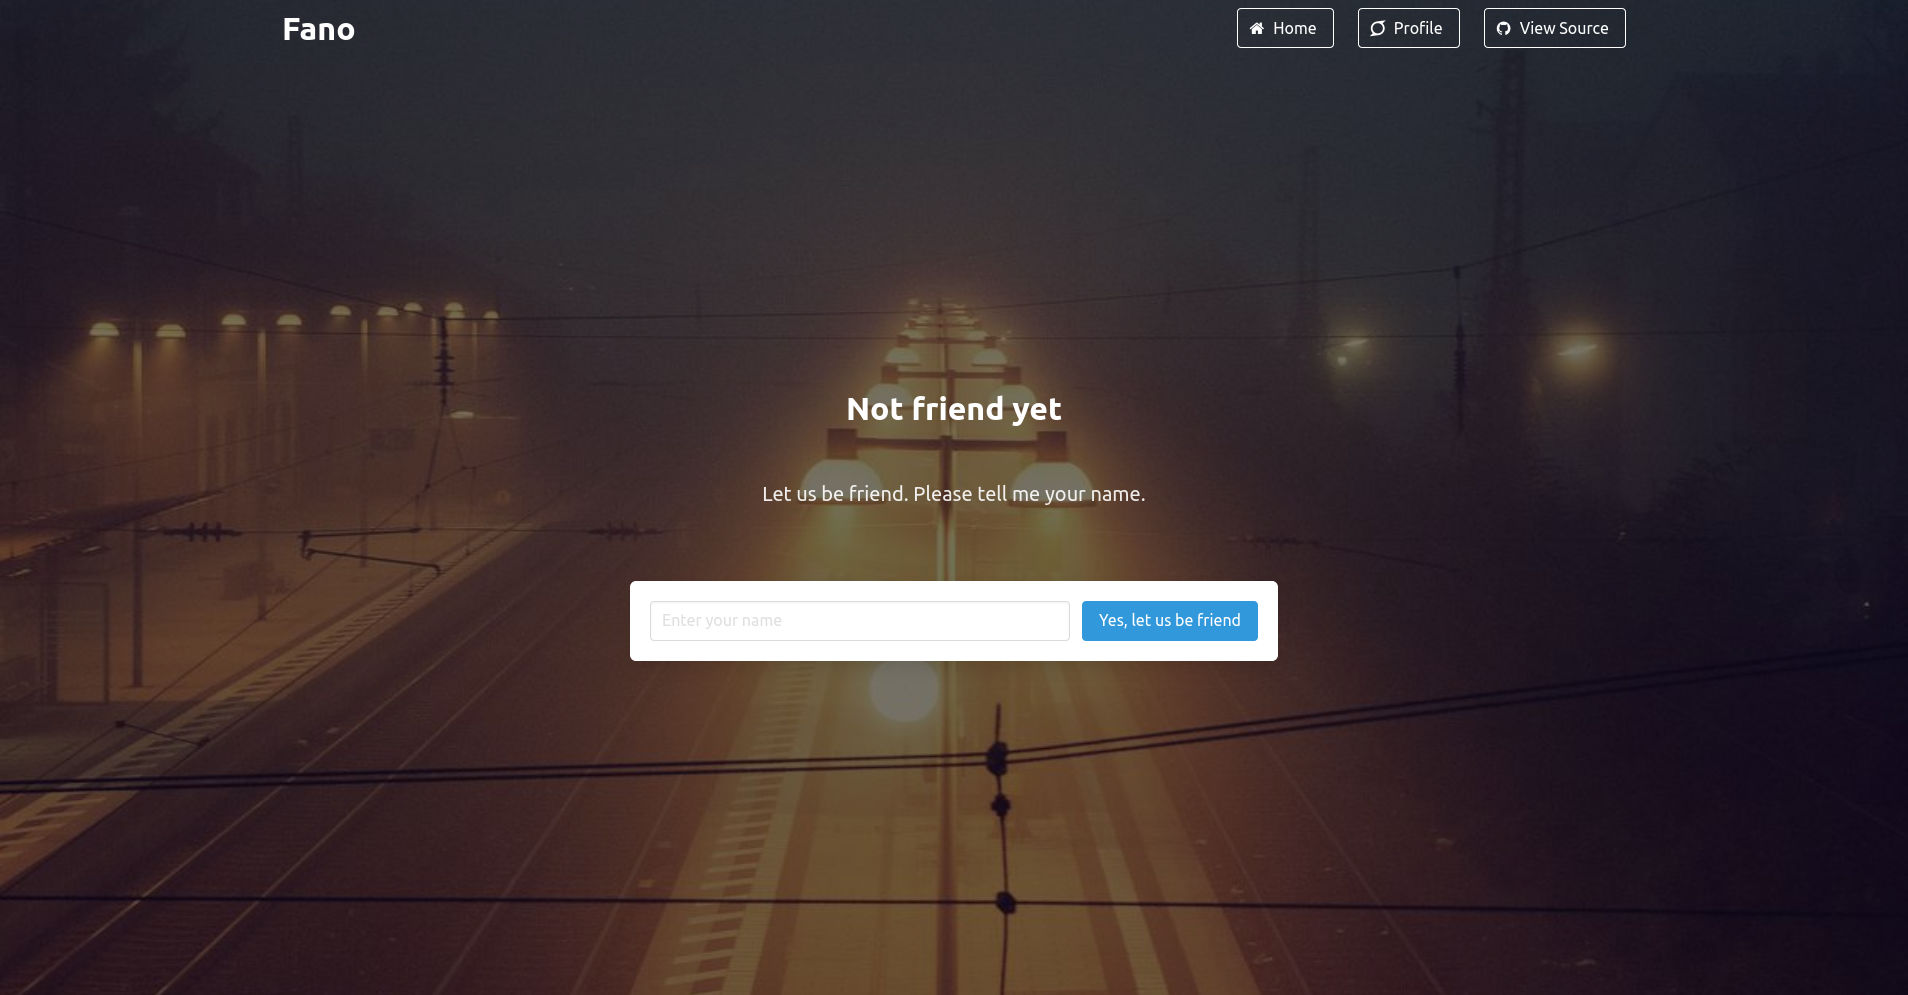 Fano
Home
Profile
View Source
Not friend yet
Let us be friend. Please tell me your name.
Enter your name
Yes, let us be friend